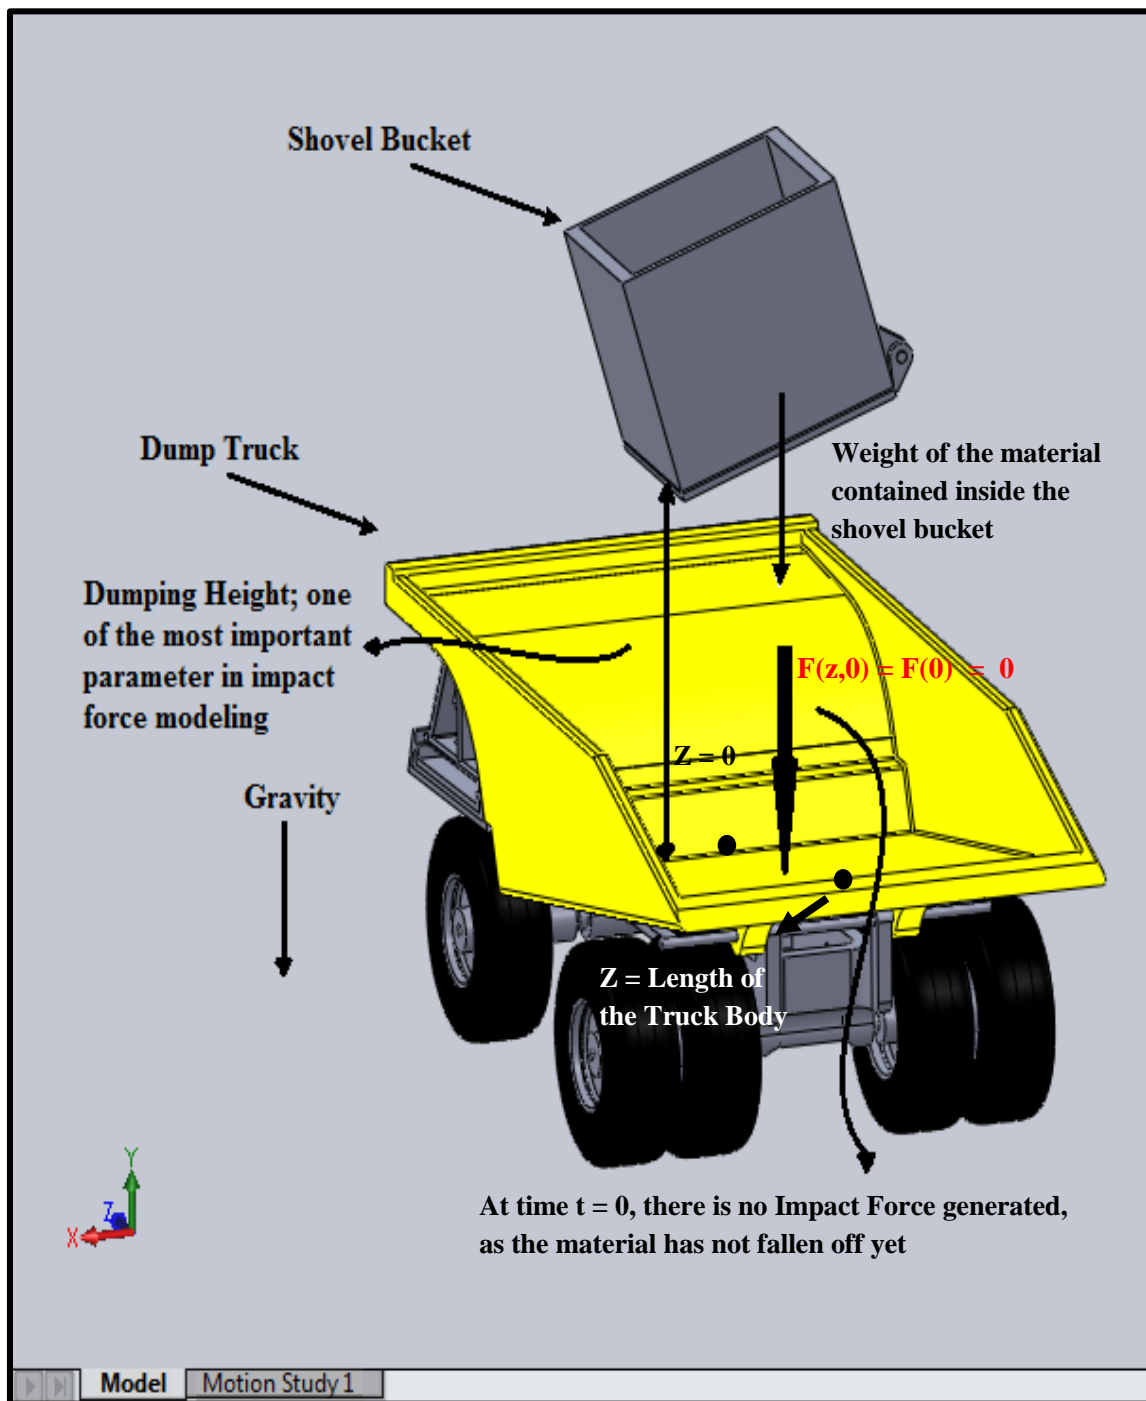 Shovel Bucket
Dump Truck
Weight of the material
contained inside the
shovel bucket
Dumping Height; one
of the most important
parameter in impact
force modeling
F(z,0) = F(0) = 0
Z = 0
Gravity
Z = Length of
the Truck Body
Y
Z
X
At time t = 0, there is no Impact Force generated,
as the material has not fallen off yet
Model
Motion Study 1